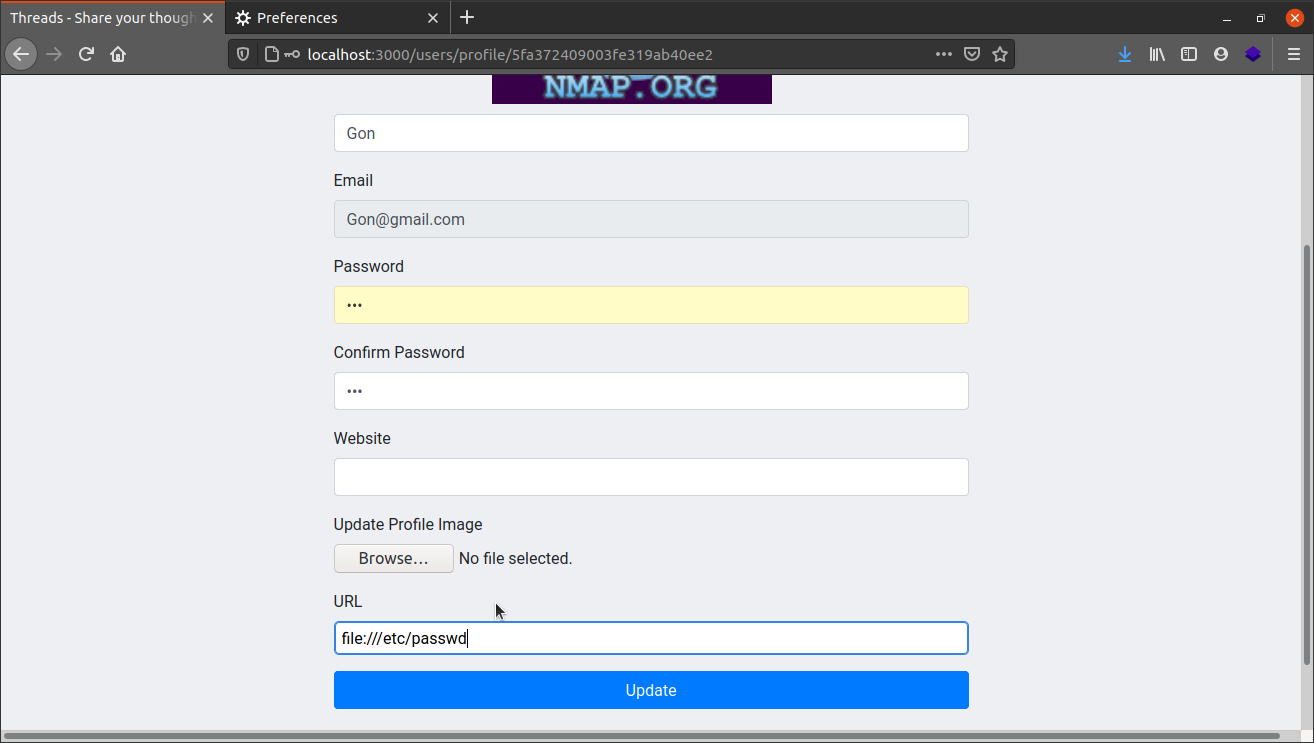 Threads - Share your though
Preferences
localhost:3000/users/profile/5fa372409003fe319ab40ee2
NMAP.ORG
Gon
Email
Gon@gmail.com
Password
•••
Confirm Password
•••
Website
Update Profile Image
Browse... No file selected.
URL
file:///etc/passwd
Update